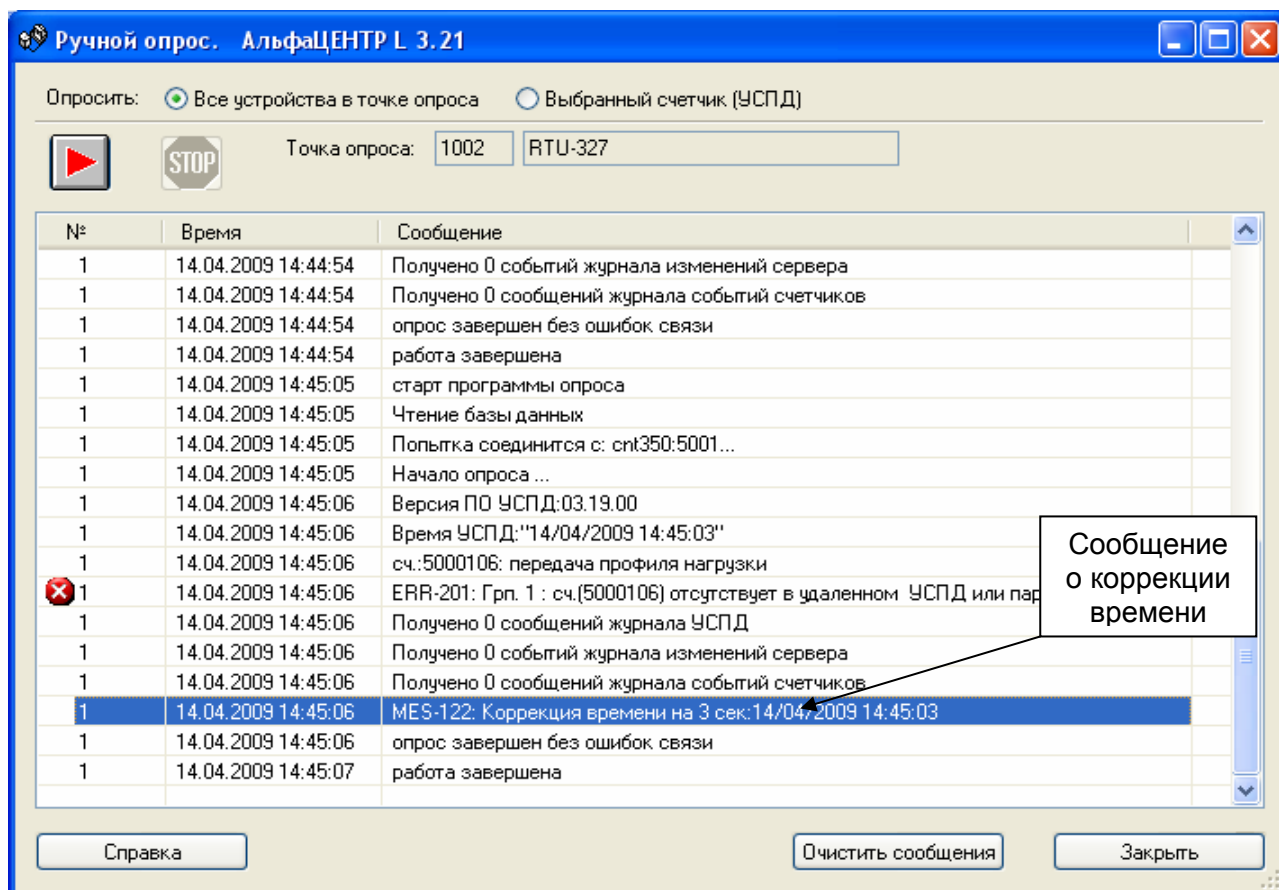 Ручной опрос. АльфаЦЕНТР L 3.21
Опросить: Все устройства в точке опроса Выбранный счетчик (УСПД)
STOP Точка опроса: 1002 RTU-327
№ Время Сообщение
1 14.04.2009 14:44:54 Получено 0 событий журнала изменений сервера
1 14.04.2009 14:44:54 Получено 0 сообщений журнала событий счетчиков
1 14.04.2009 14:44:54 опрос завершен без ошибок связи
1 14.04.2009 14:44:54 работа завершена
1 14.04.2009 14:45:05 старт программы опроса
1 14.04.2009 14:45:05 Чтение базы данных
1 14.04.2009 14:45:05 Попытка соединится с: cnt350:5001...
1 14.04.2009 14:45:05 Начало опроса ...
1 14.04.2009 14:45:06 Версия ПО УСПД:03.19.00
1 14.04.2009 14:45:06 Время УСПД:"14/04/2009 14:45:03"
1 14.04.2009 14:45:06 сч.:5000106: передача профиля нагрузки
1 14.04.2009 14:45:06 ERR-201: Грп. 1 : сч.(5000106) отсутствует в удаленном УСПД или пар
1 14.04.2009 14:45:06 Получено 0 сообщений журнала УСПД
1 14.04.2009 14:45:06 Получено 0 событий журнала изменений сервера
1 14.04.2009 14:45:06 Получено 0 сообщений журнала событий счетчиков
1 14.04.2009 14:45:06 MES-122: Коррекция времени на 3 сек:14/04/2009 14:45:03
1 14.04.2009 14:45:06 опрос завершен без ошибок связи
1 14.04.2009 14:45:07 работа завершена
Сообщение
о коррекции
времени
Справка Очистить сообщения Закрыть